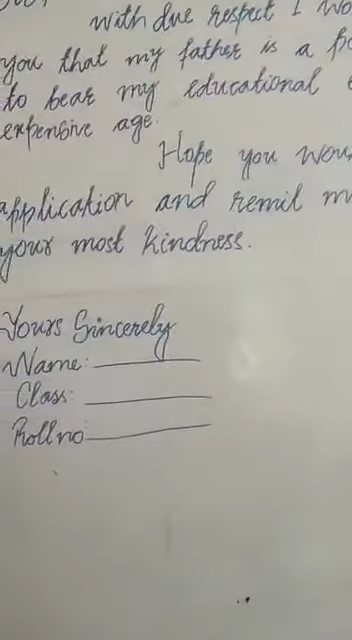 with due respect I
you that my father is a
to bear my educational
expensive age.
Hope you
application and remit
your most kindness.
Yours Sincerely
Name:
Class:
Roll no